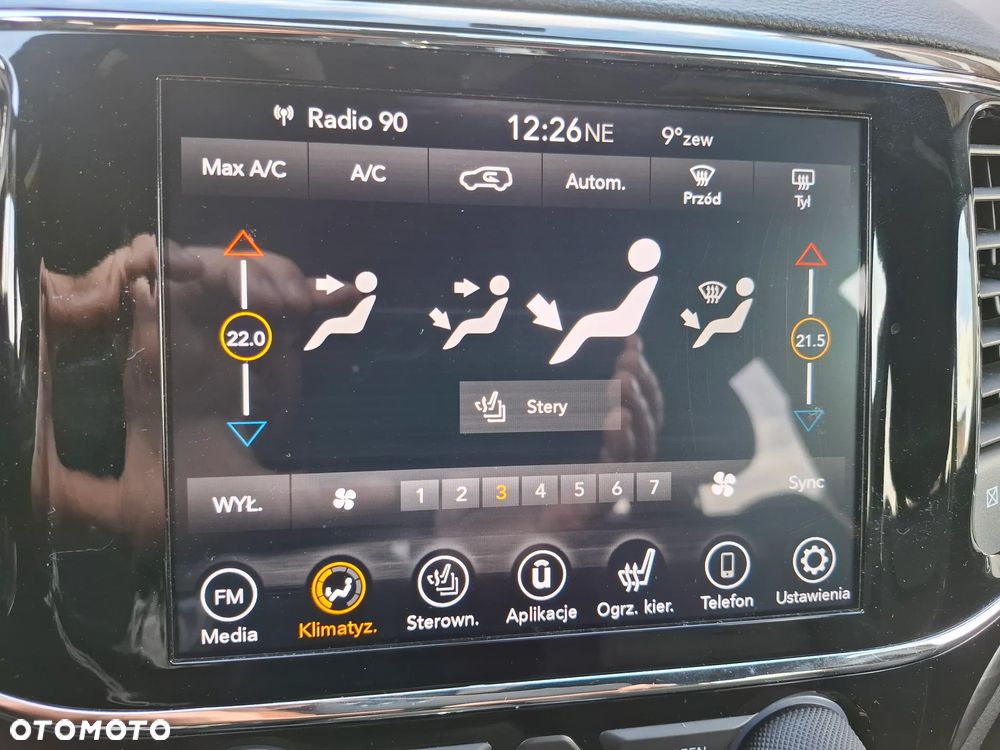 Radio 90 12:26NE 9°zew
Max A/C A/C Autom. Przód Tył
22.0 21.5
Stery
WYŁ. 1 2 3 4 5 6 7 Sync
FM
Media Klimatyz. Sterown. Aplikacje Ogrz. kier. Telefon Ustawienia
OTOMOTO